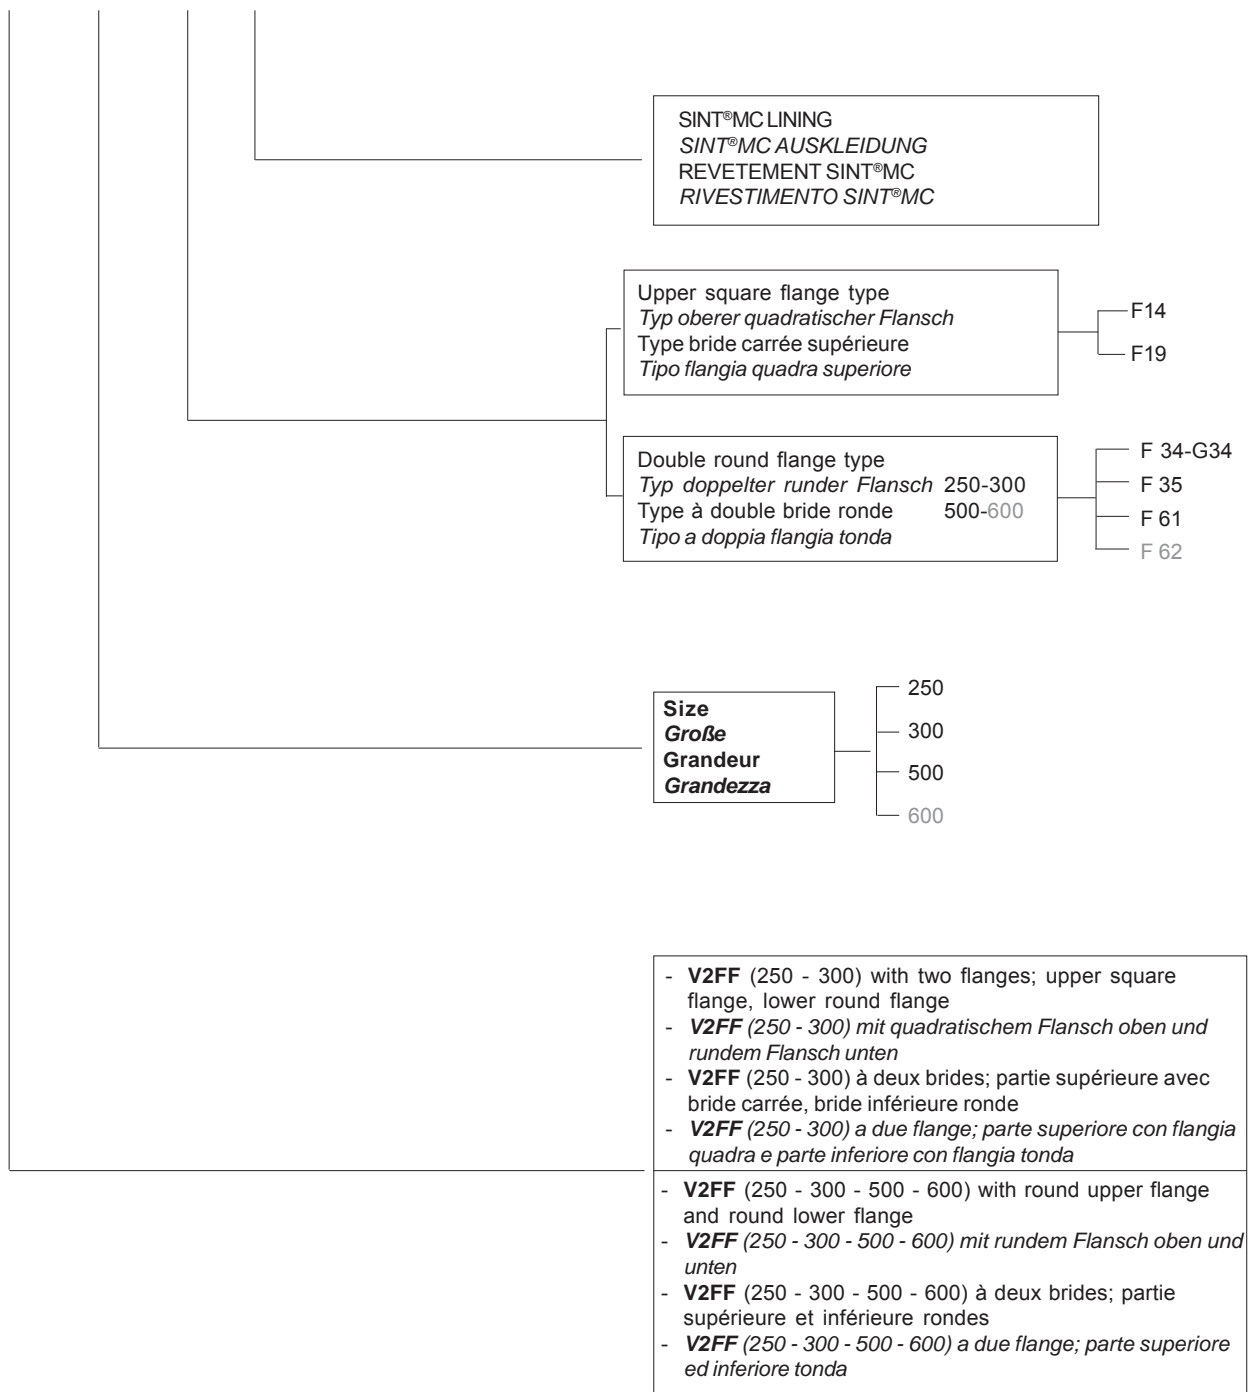 SINT®MC LINING
SINT®MC AUSKLEIDUNG
REVETEMENT SINT®MC
RIVESTIMENTO SINT®MC
Upper square flange type
Typ oberer quadratischer Flansch
Type bride carrée supérieure
Tipo flangia quadra superiore
F14
F19
Double round flange type
Typ doppelter runder Flansch 250-300
Type à double bride ronde 500-600
Tipo a doppia flangia tonda
F 34-G34
F 35
F 61
F 62
Size
Große
Grandeur
Grandezza
250
300
500
600
- V2FF (250 - 300) with two flanges; upper square
flange, lower round flange
- V2FF (250 - 300) mit quadratischem Flansch oben und
rundem Flansch unten
- V2FF (250 - 300) à deux brides; partie supérieure avec
bride carrée, bride inférieure ronde
- V2FF (250 - 300) a due flange; parte superiore con flangia
quadra e parte inferiore con flangia tonda
- V2FF (250 - 300 - 500 - 600) with round upper flange
and round lower flange
- V2FF (250 - 300 - 500 - 600) mit rundem Flansch oben und
unten
- V2FF (250 - 300 - 500 - 600) à deux brides; partie
supérieure et inférieure rondes
- V2FF (250 - 300 - 500 - 600) a due flange; parte superiore
ed inferiore tonda